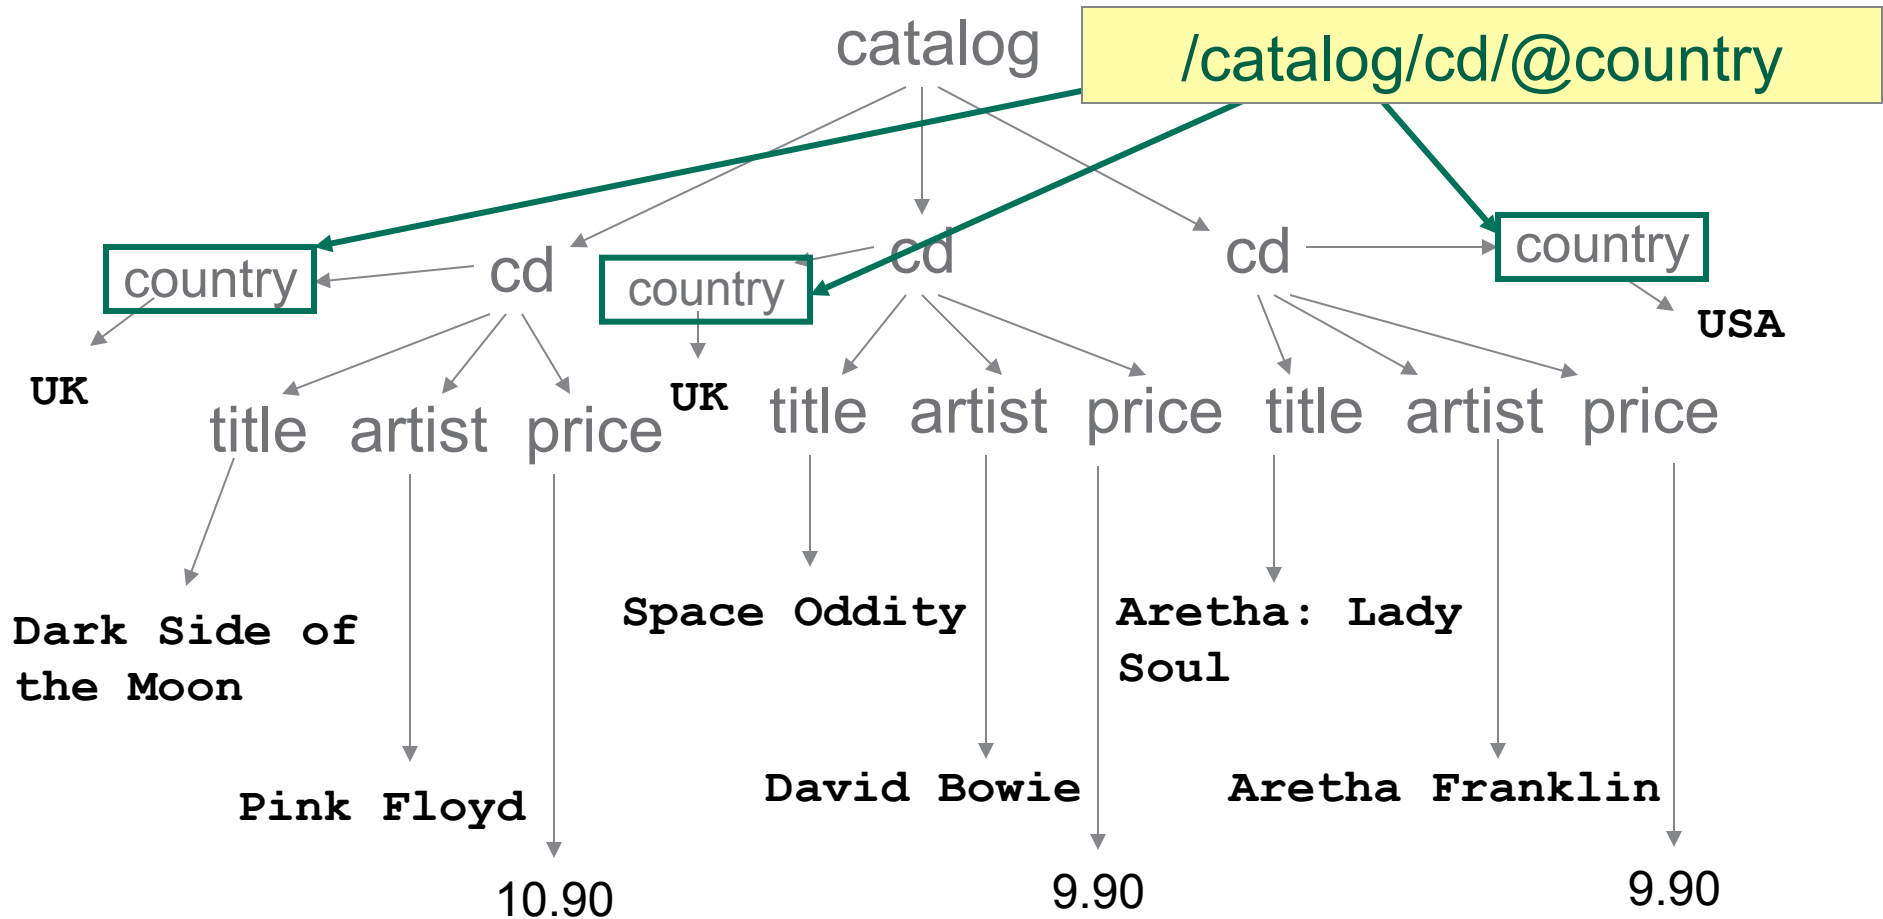 catalog
/catalog/cd/@country
country
cd
country
cd
cd
country
UK
UK
USA
title artist price
title artist price
title artist price
Dark Side of
the Moon
Space Oddity
Aretha: Lady
Soul
Pink Floyd
David Bowie
Aretha Franklin
10.90
9.90
9.90